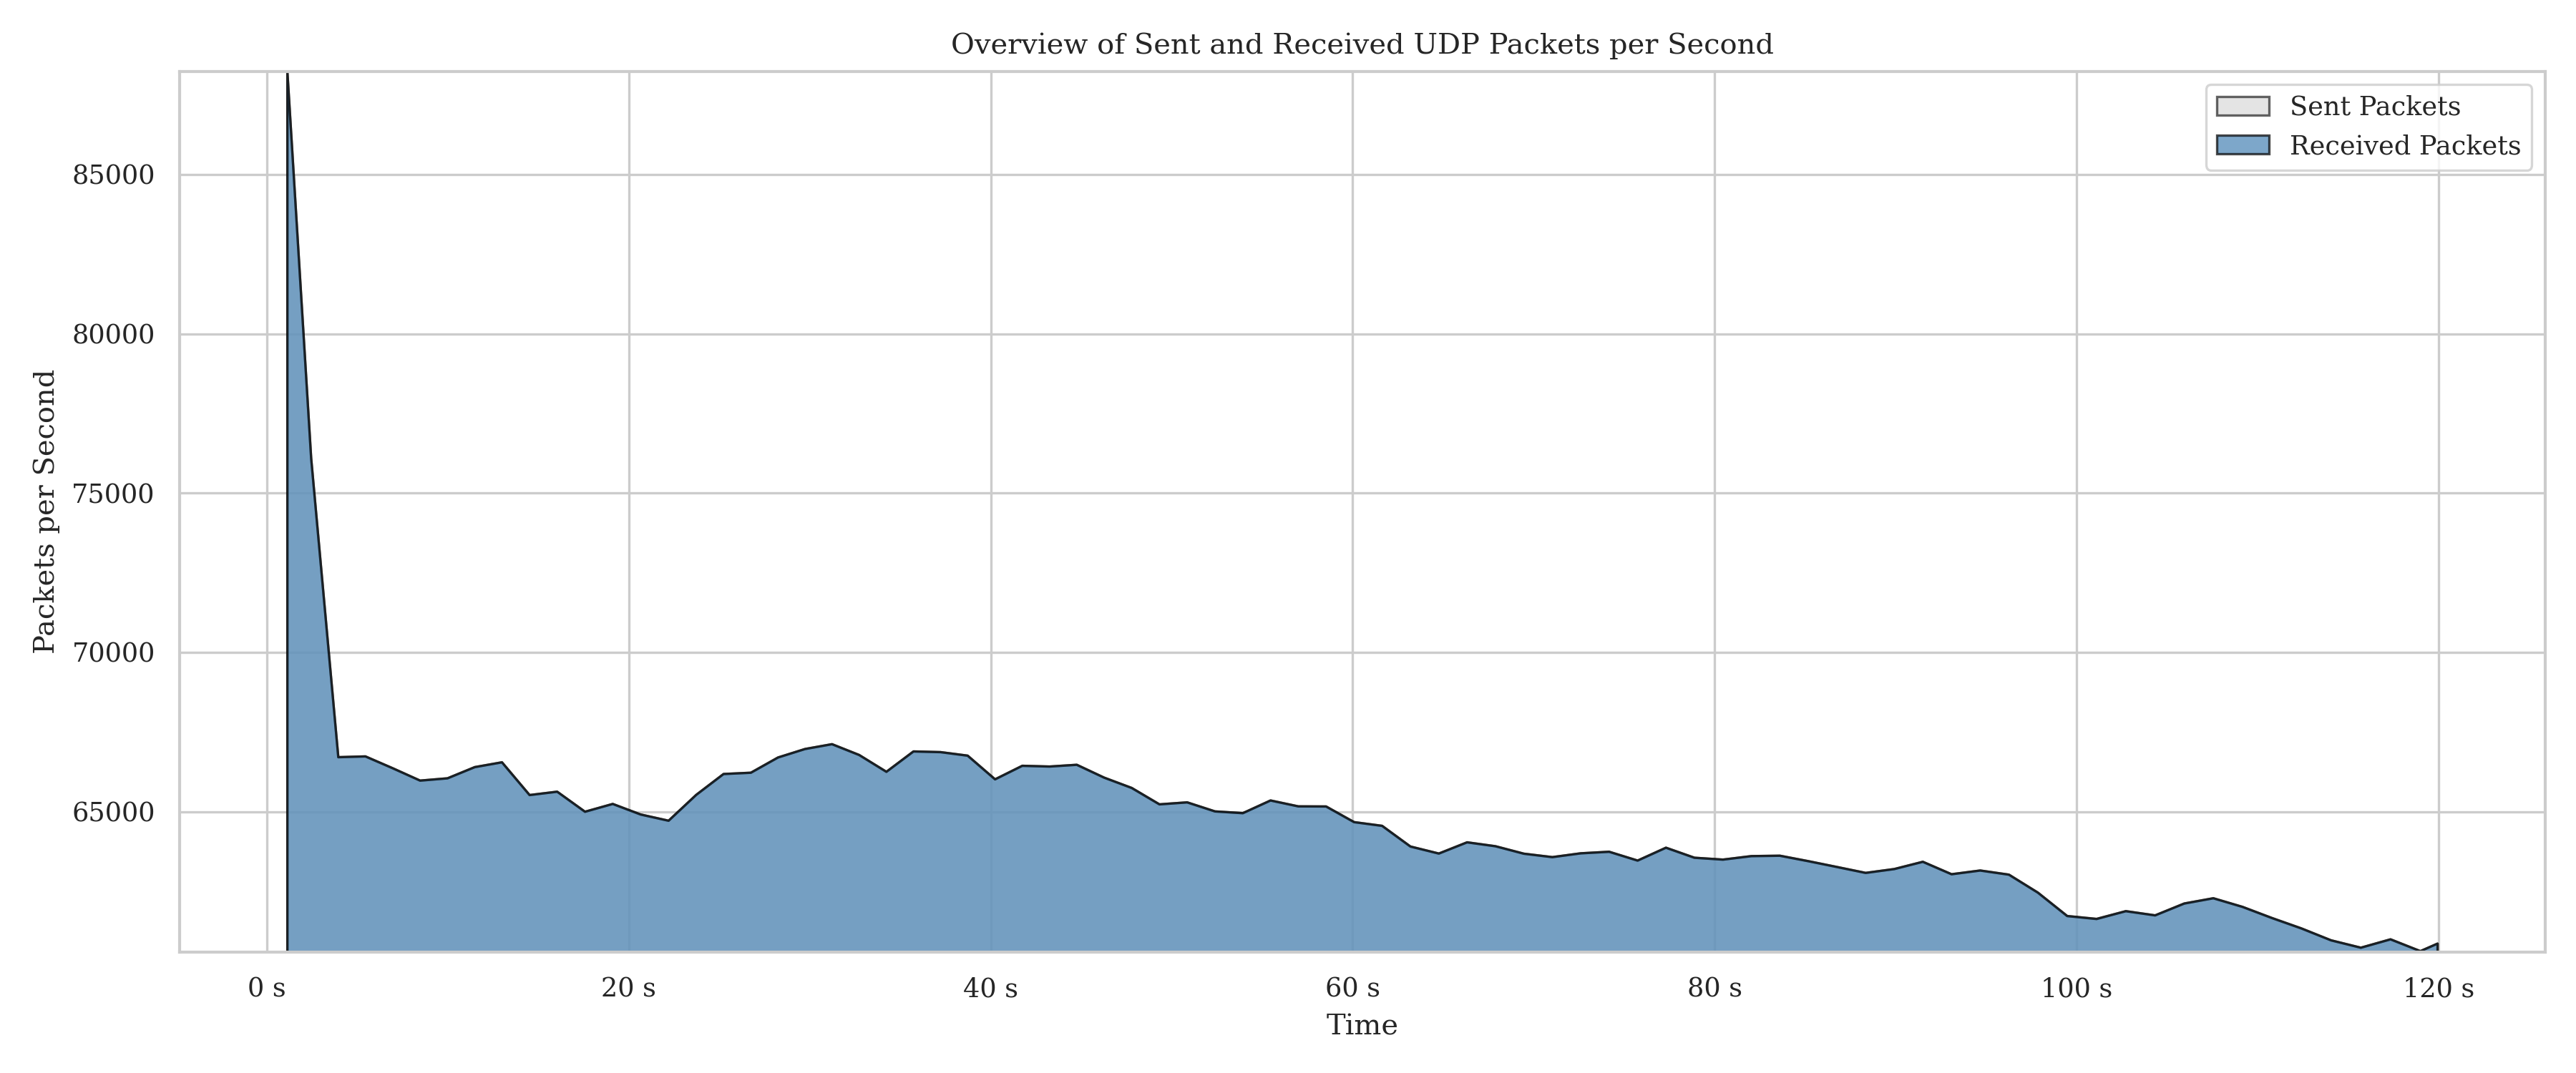 Overview of Sent and Received UDP Packets per Second
Sent Packets
Received Packets
Packets per Second
85000
80000
75000
70000
65000
0 s
20 s
40 s
60 s
80 s
100 s
120 s
Time